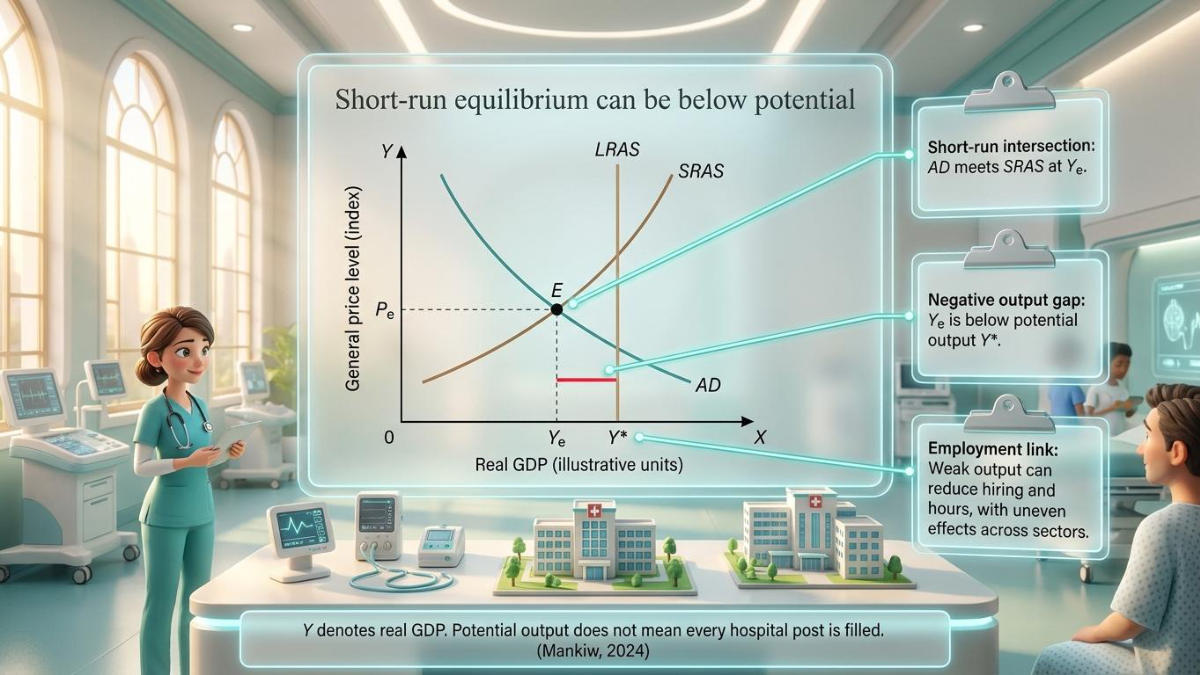 Short-run equilibrium can be below potential
Y
LRAS
SRAS
General price level (index)
E
Pe
AD
0
Ye
Y*
X
Real GDP (illustrative units)
Short-run intersection:
AD meets SRAS at Ye.
Negative output gap:
Ye is below potential
output Y*.
Employment link:
Weak output can
reduce hiring and
hours, with uneven
effects across sectors.
Y denotes real GDP. Potential output does not mean every hospital post is filled.
(Mankiw, 2024)